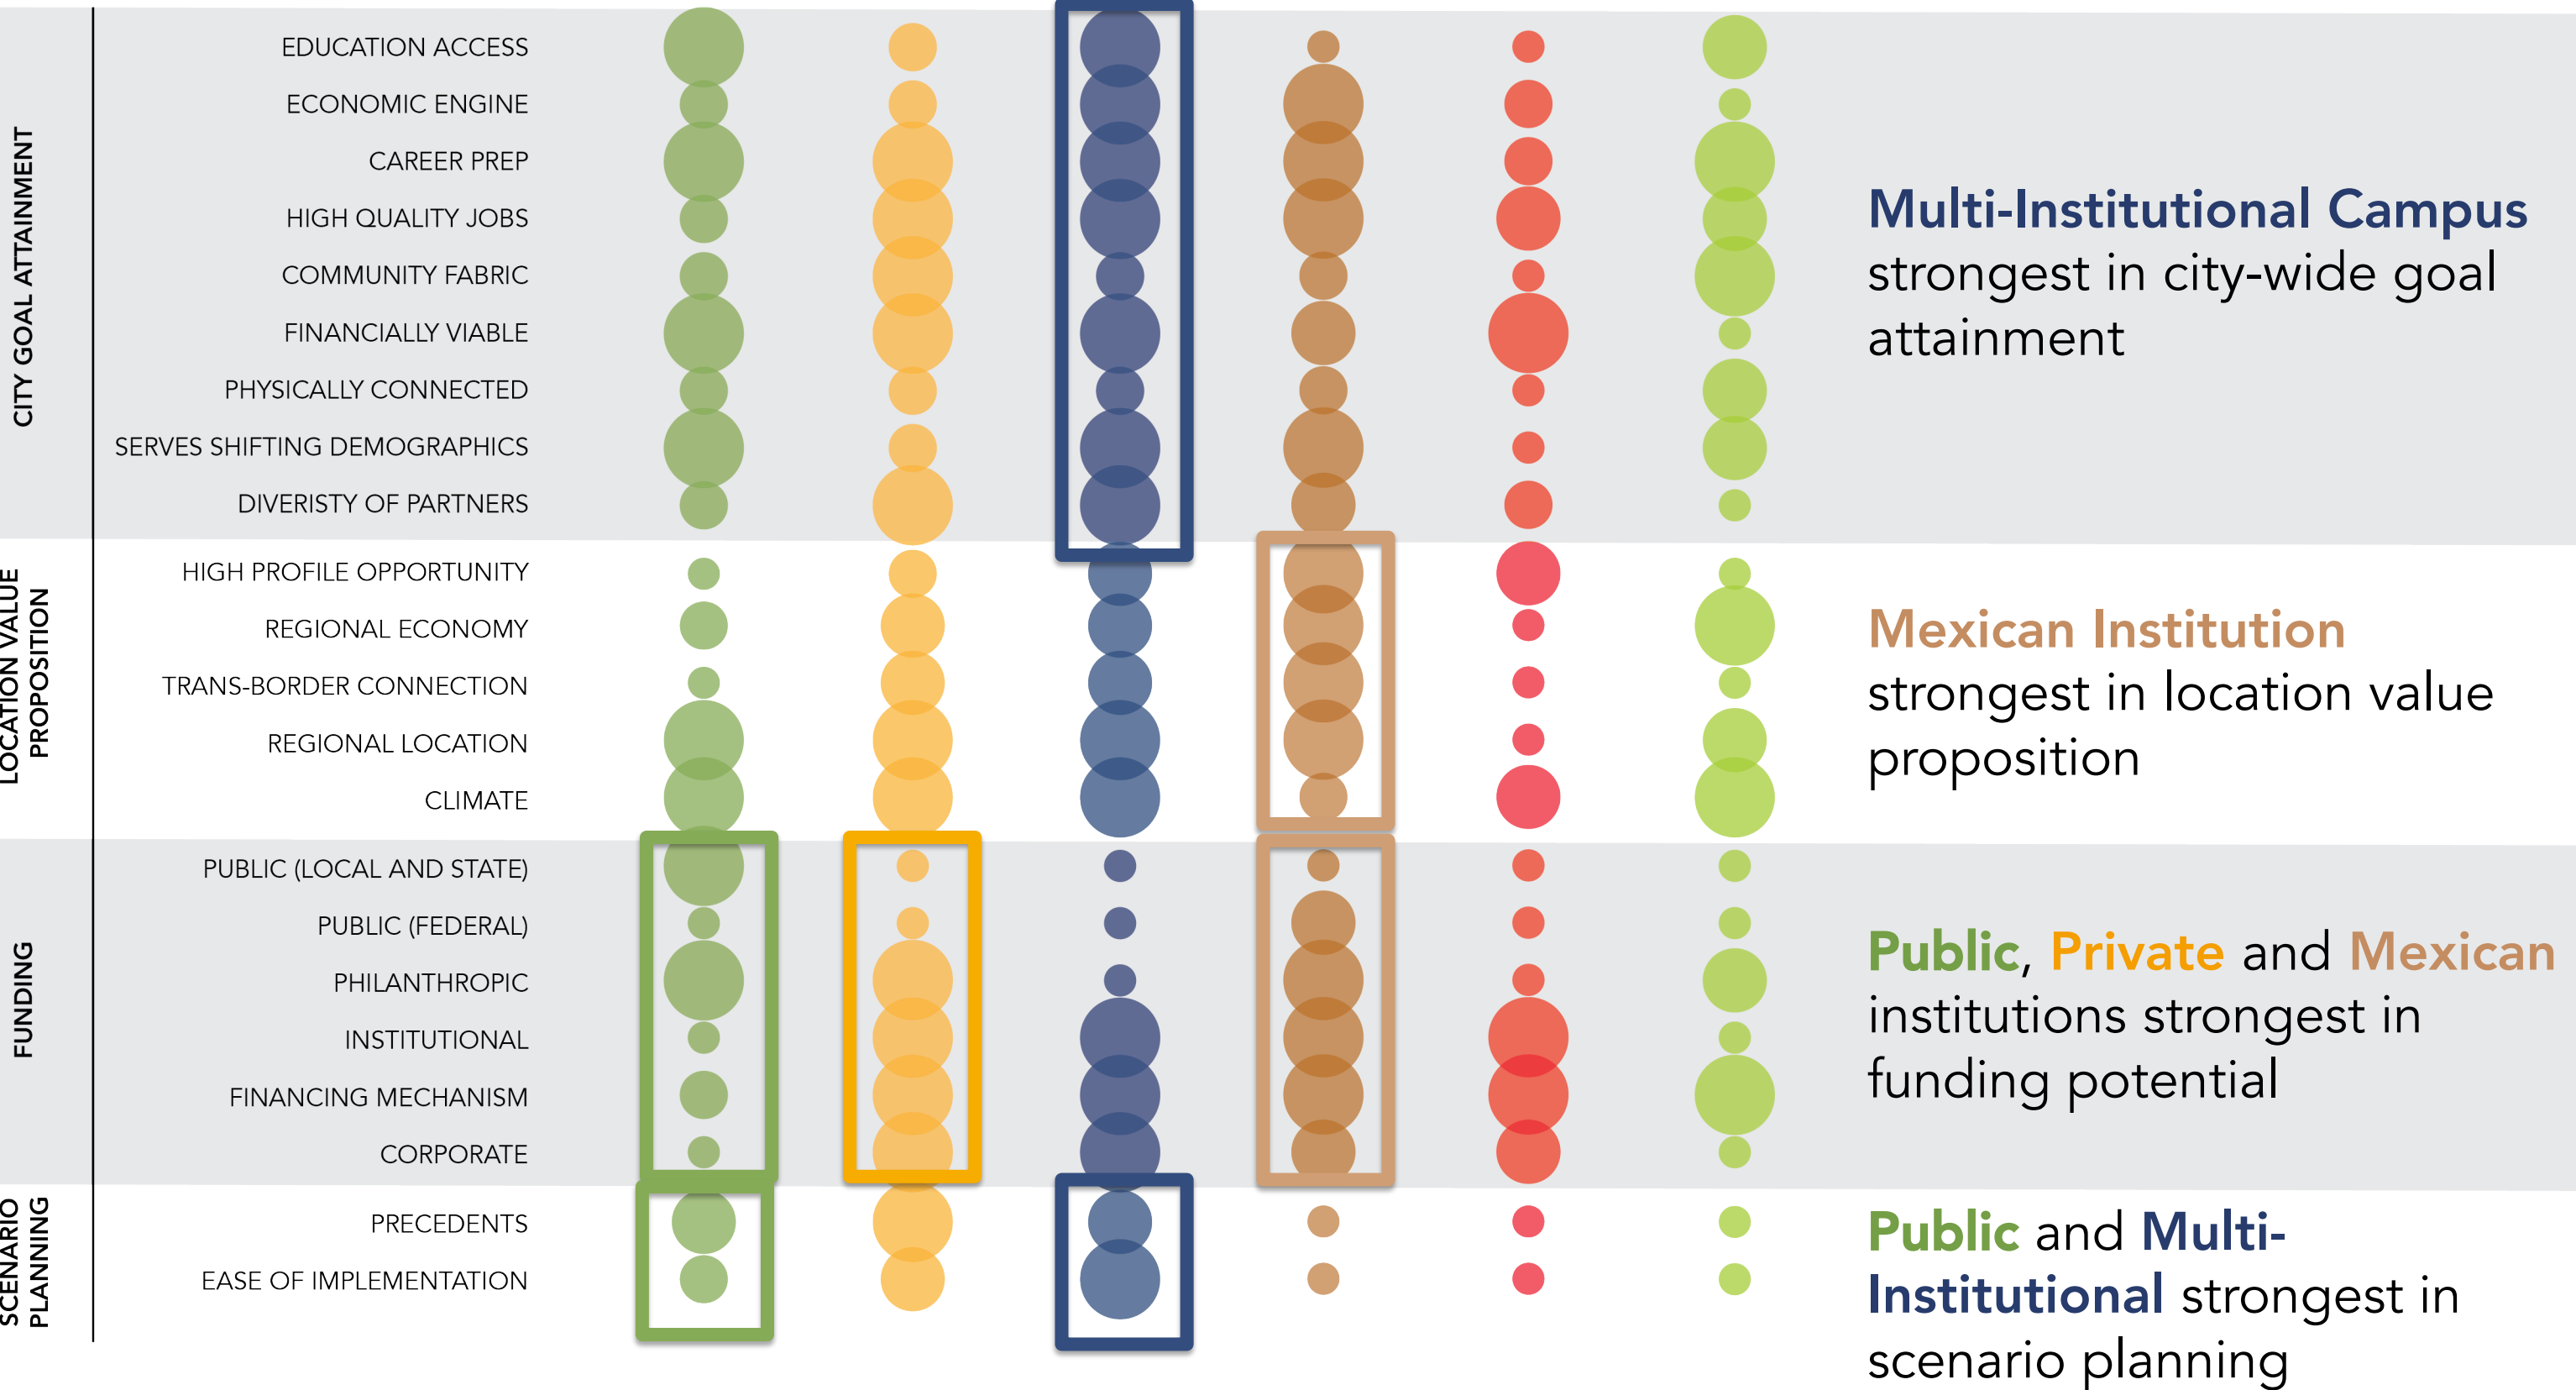 CITY GOAL ATTAINMENT
EDUCATION ACCESS
ECONOMIC ENGINE
CAREER PREP
HIGH QUALITY JOBS
COMMUNITY FABRIC
FINANCIALLY VIABLE
PHYSICALLY CONNECTED
SERVES SHIFTING DEMOGRAPHICS
DIVERISTY OF PARTNERS
Multi-Institutional Campus
strongest in city-wide goal
attainment
LOCATION VALUE
PROPOSITION
HIGH PROFILE OPPORTUNITY
REGIONAL ECONOMY
TRANS-BORDER CONNECTION
REGIONAL LOCATION
CLIMATE
Mexican Institution
strongest in location value
proposition
FUNDING
PUBLIC (LOCAL AND STATE)
PUBLIC (FEDERAL)
PHILANTHROPIC
INSTITUTIONAL
FINANCING MECHANISM
CORPORATE
Public, Private and Mexican
institutions strongest in
funding potential
SCENARIO
PLANNING
PRECEDENTS
EASE OF IMPLEMENTATION
Public and Multi-
Institutional strongest in
scenario planning